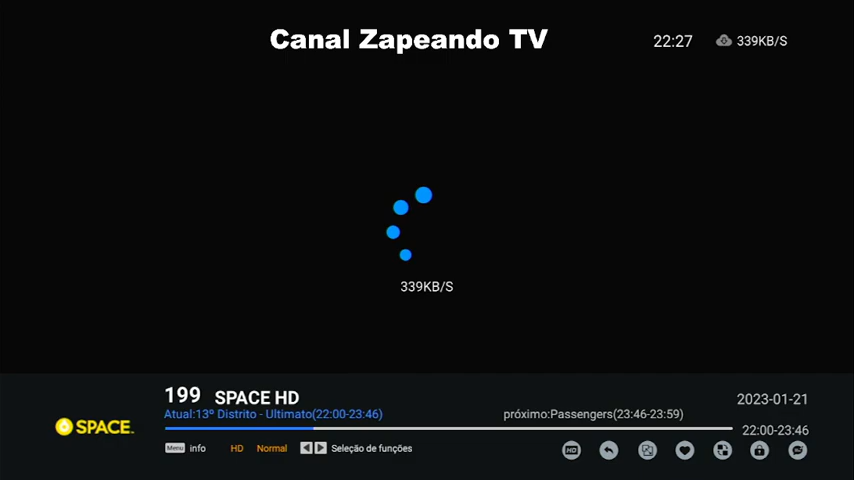 Canal Zapeando TV
22:27
339KB/S
339KB/S
199 SPACE HD
2023-01-21
Atual:13º Distrito - Ultimato(22:00-23:46)
próximo:Passengers(23:46-23:59)
SPACE
22:00-23:46
Menu info HD Normal Seleção de funções
HD